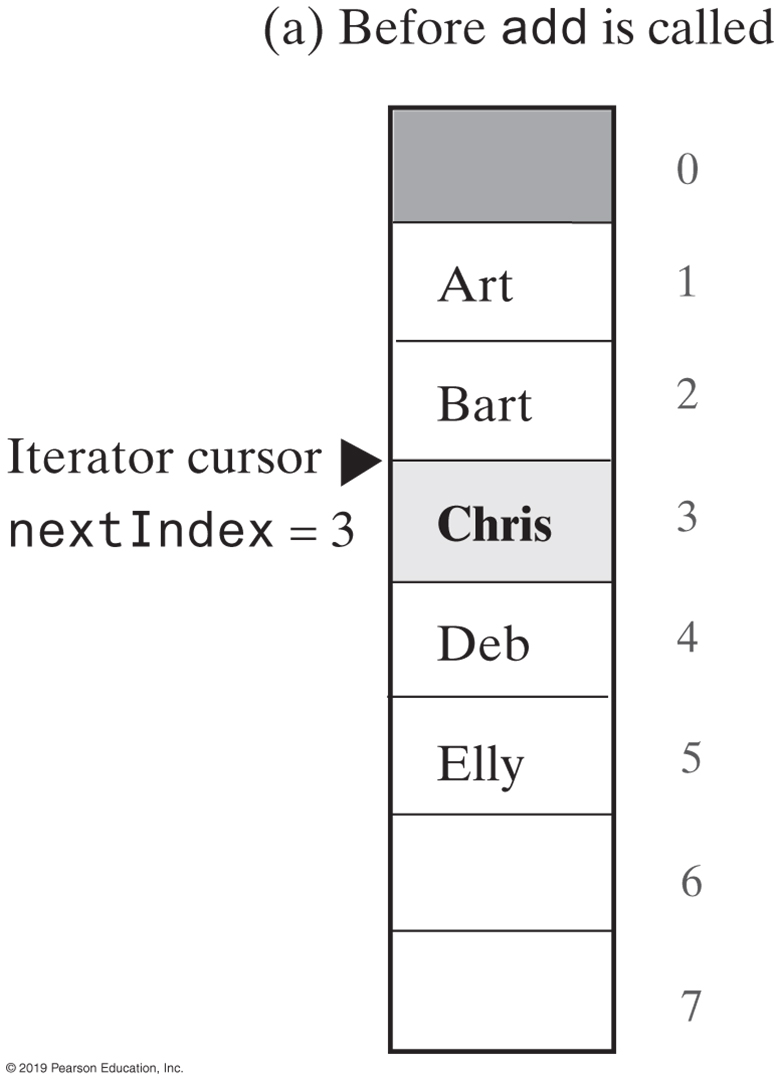 (a) Before add is called
0
Art 1
Bart 2
Iterator cursor
nextIndex = 3
Chris 3
Deb 4
Elly 5
6
7
© 2019 Pearson Education, Inc.